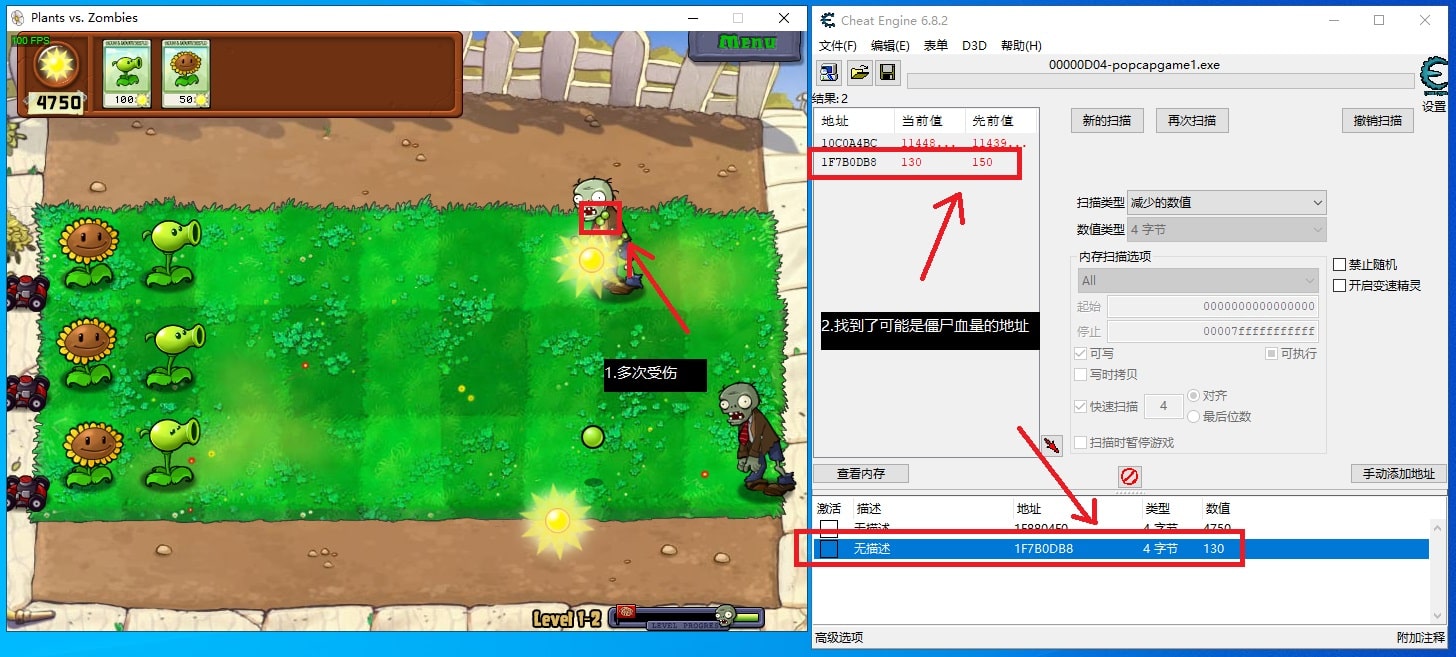 Plants vs. Zombies
100 FPS
4750
100
50
Menu
1.多次受伤
Level 1-2
LEVEL PROGRESS
Cheat Engine 6.8.2
文件(F) 编辑(E) 表单 D3D 帮助(H)
00000D04-popcapgame1.exe
设置
结果: 2
地址 当前值 先前值
10C0A4BC 11448... 11439...
1F7B0DB8 130 150
新的扫描 再次扫描 撤销扫描
扫描类型 减少的数值
数值类型 4 字节
内存扫描选项
All
起始 0000000000000000
停止 00007fffffffffff
可写 可执行
写时拷贝
快速扫描 4 对齐
最后位数
扫描时暂停游戏
禁止随机
开启变速精灵
2.找到了可能是僵尸血量的地址
查看内存 手动添加地址
激活 描述 地址 类型 数值
无描述 4 字节 4750
无描述 1F7B0DB8 4 字节 130
高级选项 附加注释